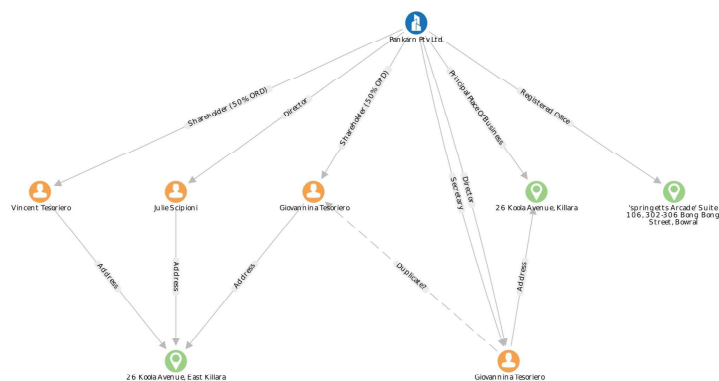 Pankarn Pty Ltd.
Shareholder (50% ORD)
Director
Shareholder (50% ORD)
Principal Place Of Business
Registered Office
Director
Secretary
Vincent Tesoriero
Julie Scipioni
Giovannina Tesoriero
26 Koola Avenue, Killara
'springetts Arcade' Suite
106, 302-306 Bong Bong
Street, Bowral
Address
Address
Address
Duplicate?
Address
26 Koola Avenue, East Killara
Giovannina Tesoriero